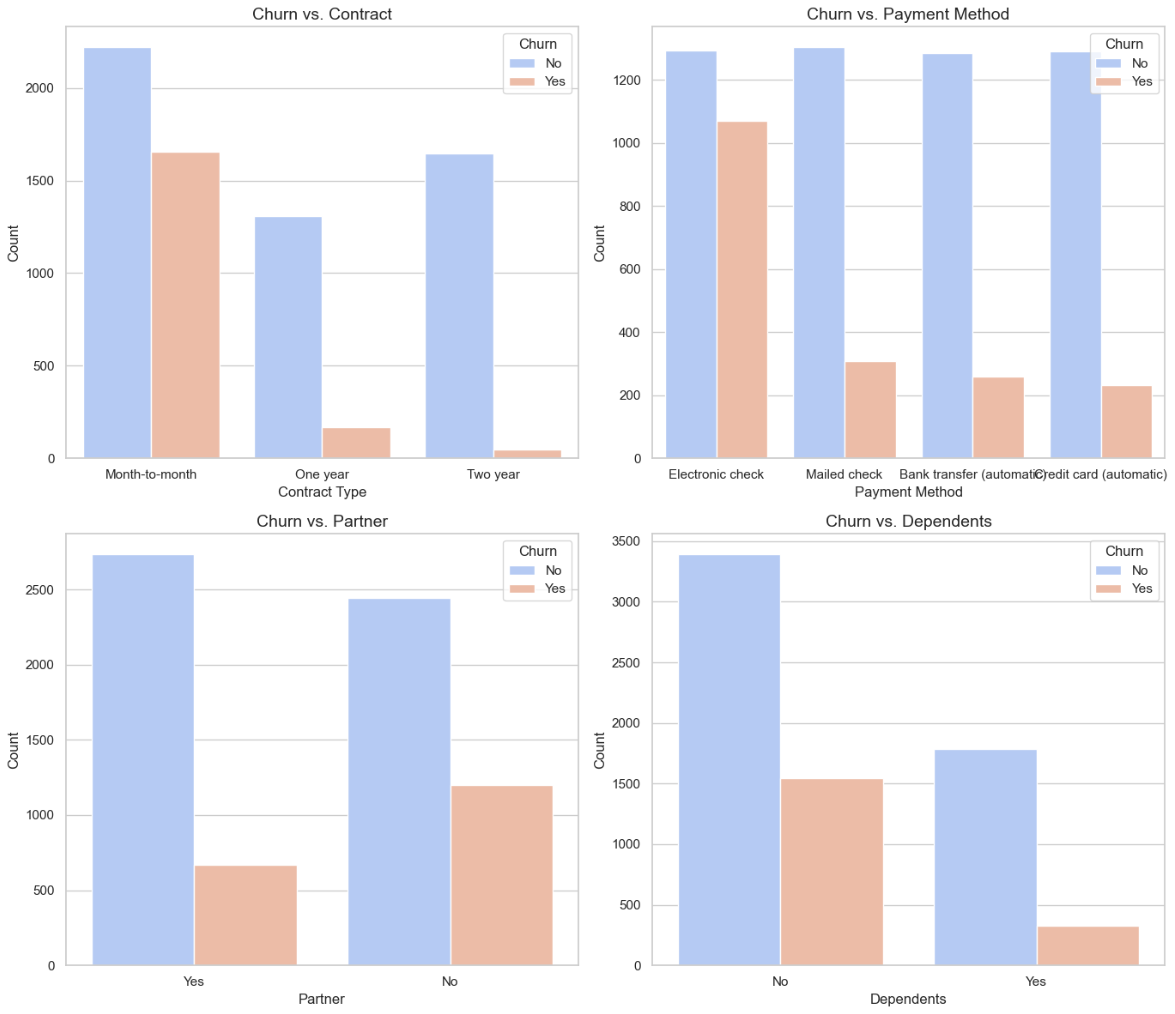 Churn vs. Contract
Churn
No
Yes
2000
1500
1000
500
0
Count
Month-to-month
One year
Two year
Contract Type
Churn vs. Payment Method
Churn
No
Yes
1200
1000
800
600
400
200
0
Count
Electronic check
Mailed check
Bank transfer (automatic)
Credit card (automatic)
Payment Method
Churn vs. Partner
Churn
No
Yes
2500
2000
1500
1000
500
0
Count
Yes
No
Partner
Churn vs. Dependents
Churn
No
Yes
3500
3000
2500
2000
1500
1000
500
0
Count
No
Yes
Dependents